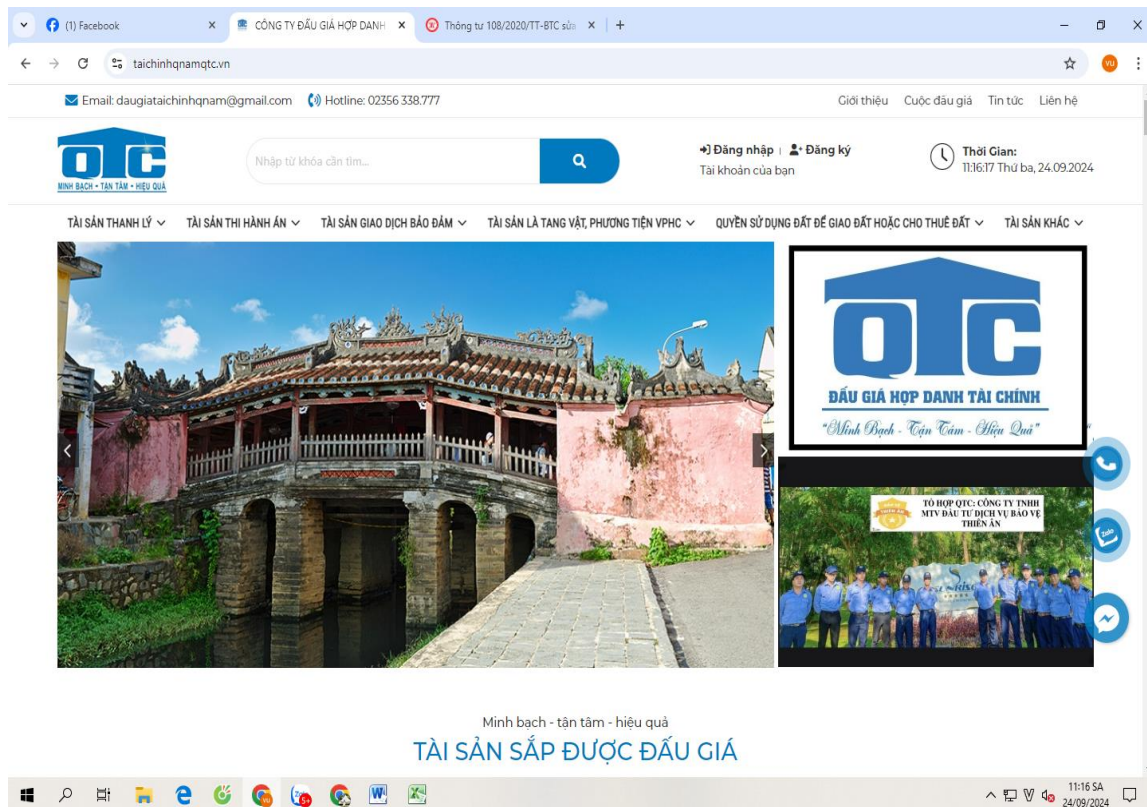 (1) Facebook
CÔNG TY ĐẤU GIÁ HỢP DANH
Thông tư 108/2020/TT-BTC sửa
taichinhqnamqtc.vn
VU
Email: daugiataichinhqnam@gmail.com
Hotline: 02356 338.777
Giới thiệu
Cuộc đấu giá
Tin tức
Liên hệ
QTC
MINH BẠCH - TẬN TÂM - HIỆU QUẢ
Nhập từ khóa cần tìm...
Đăng nhập | Đăng ký
Tài khoản của bạn
Thời Gian:
11:16:17 Thứ ba, 24.09.2024
TÀI SẢN THANH LÝ
TÀI SẢN THI HÀNH ÁN
TÀI SẢN GIAO DỊCH BẢO ĐẢM
TÀI SẢN LÀ TANG VẬT, PHƯƠNG TIỆN VPHC
QUYỀN SỬ DỤNG ĐẤT ĐỂ GIAO ĐẤT HOẶC CHO THUÊ ĐẤT
TÀI SẢN KHÁC
QTC
ĐẤU GIÁ HỢP DANH TÀI CHÍNH
"Minh Bạch - Tận Tâm - Hiệu Quả"
TỔ HỢP QTC: CÔNG TY TNHH
MTV ĐẦU TƯ DỊCH VỤ BẢO VỆ
THIÊN ÂN
Zalo
Minh bạch - tận tâm - hiệu quả
TÀI SẢN SẮP ĐƯỢC ĐẤU GIÁ
5+
11:16 SA
24/09/2024